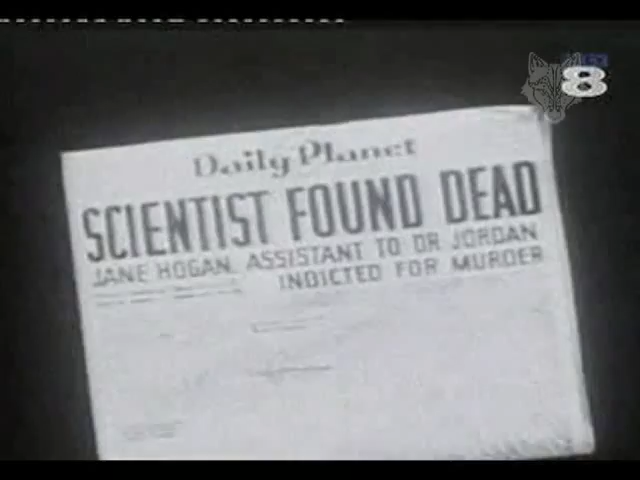 8
Daily Planet
SCIENTIST FOUND DEAD
JANE HOGAN, ASSISTANT TO DR JORDAN
INDICTED FOR MURDER